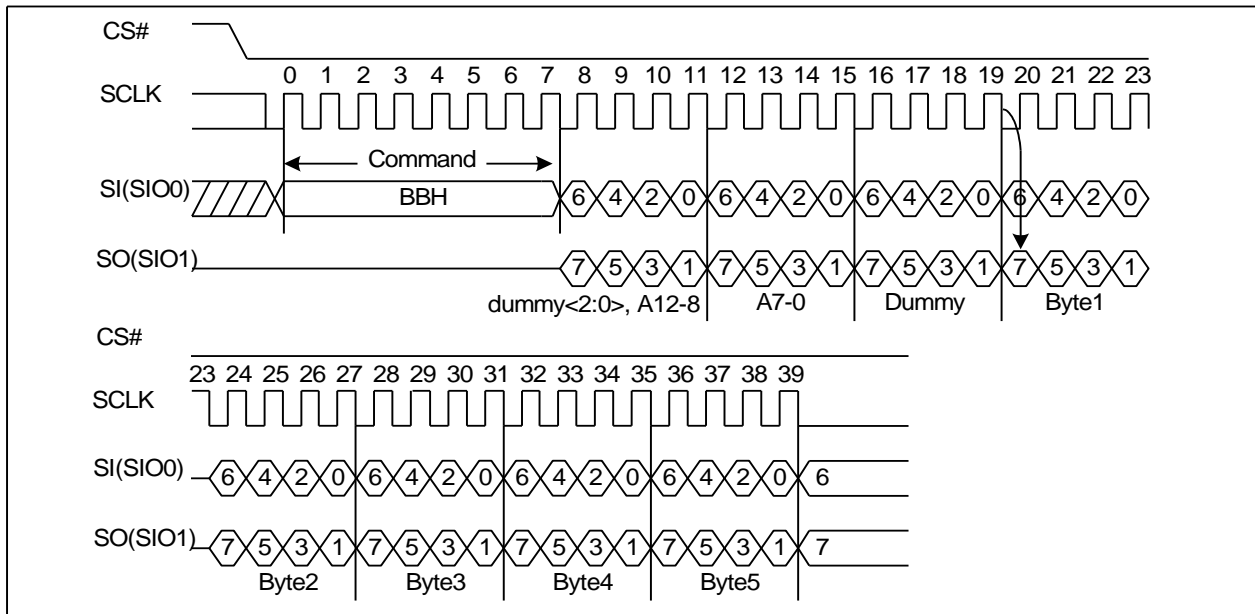 CS#
0 1 2 3 4 5 6 7 8 9 10 11 12 13 14 15 16 17 18 19 20 21 22 23
SCLK
Command
SI(SIO0) BBH 6 4 2 0 6 4 2 0 6 4 2 0 6 4 2 0
SO(SIO1) 7 5 3 1 7 5 3 1 7 5 3 1 7 5 3 1
dummy<2:0>, A12-8 A7-0 Dummy Byte1
CS#
23 24 25 26 27 28 29 30 31 32 33 34 35 36 37 38 39
SCLK
SI(SIO0) 6 4 2 0 6 4 2 0 6 4 2 0 6 4 2 0 6
SO(SIO1) 7 5 3 1 7 5 3 1 7 5 3 1 7 5 3 1 7
Byte2 Byte3 Byte4 Byte5